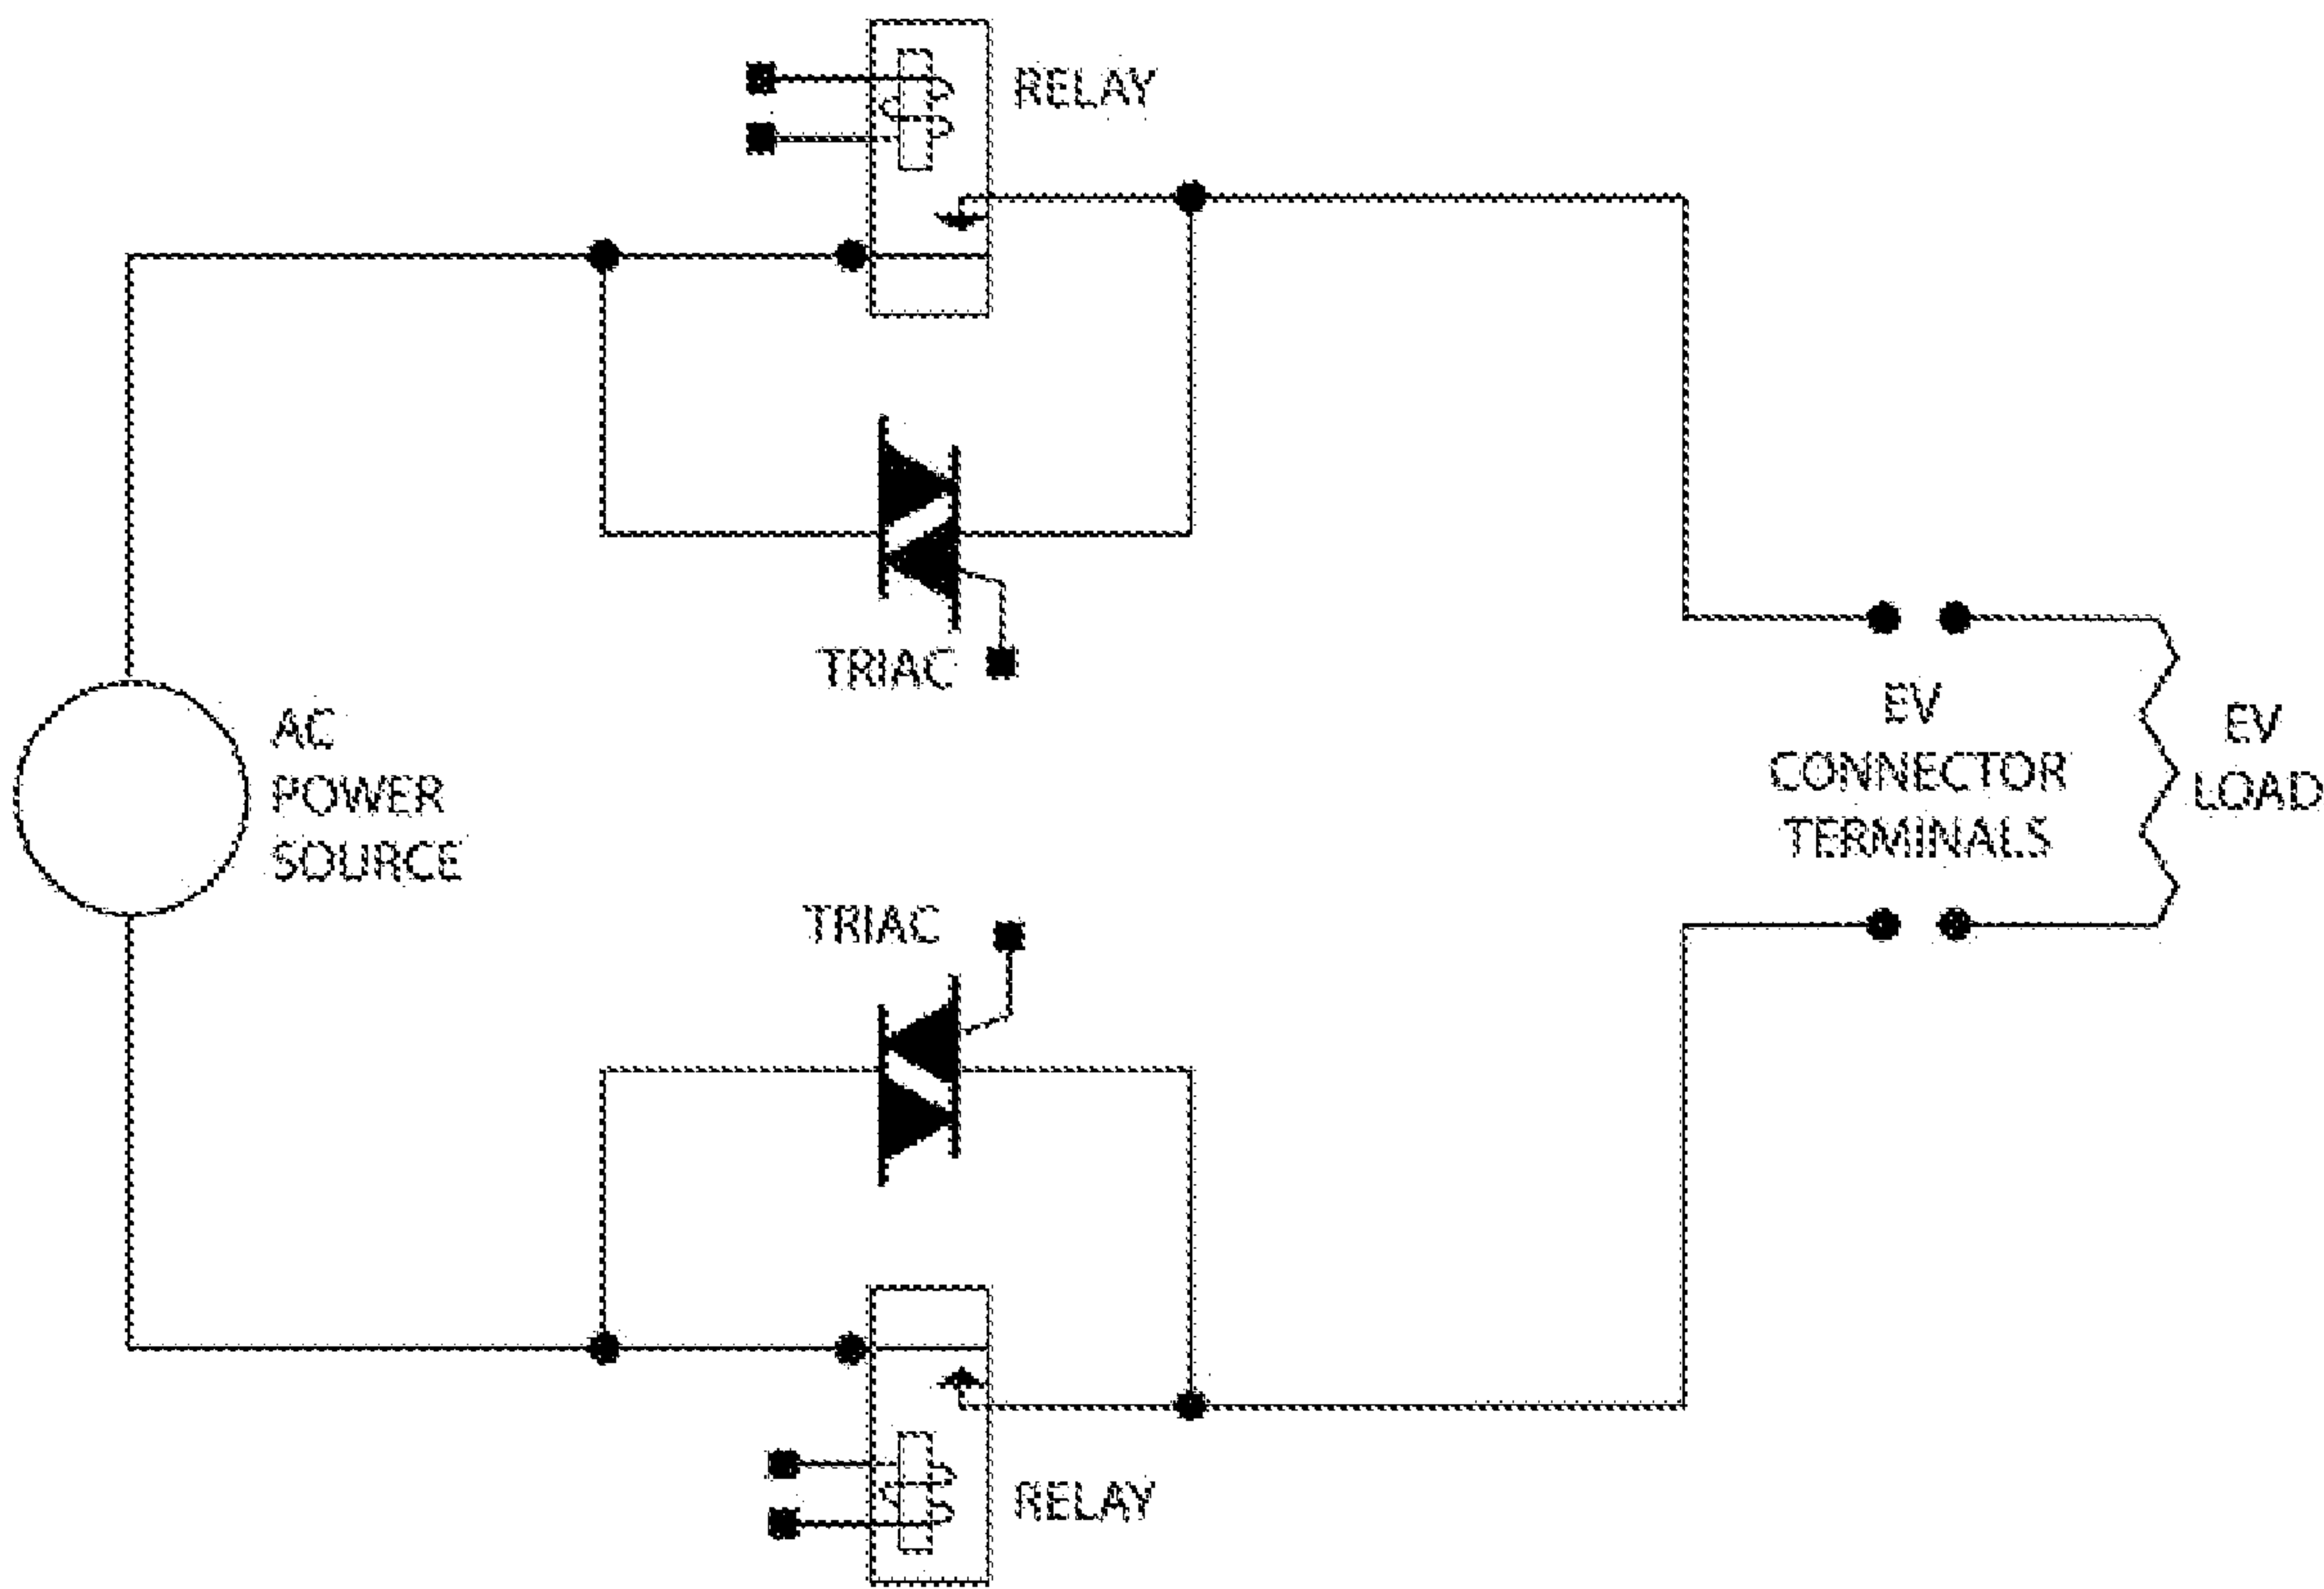 RELAY
TRIAC
AC
POWER
SOURCE
EV
CONNECTOR
TERMINALS
EV
LOAD
TRIAC
RELAY